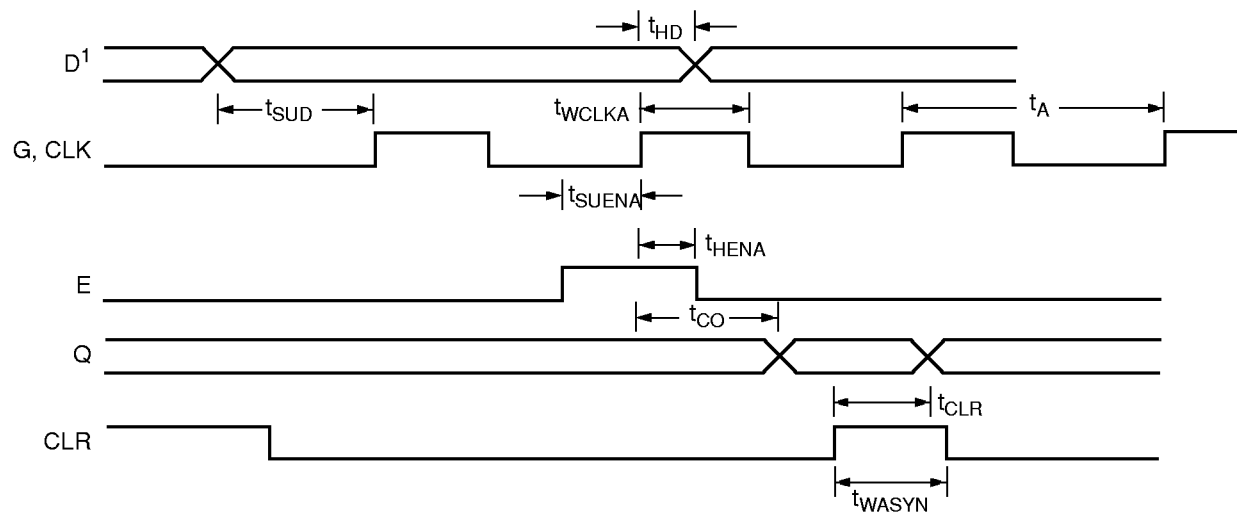 tHD
D1
tSUD
tWCLKA
tA
G, CLK
tSUENA
tHENA
E
tCO
Q
tCLR
CLR
tWASYN